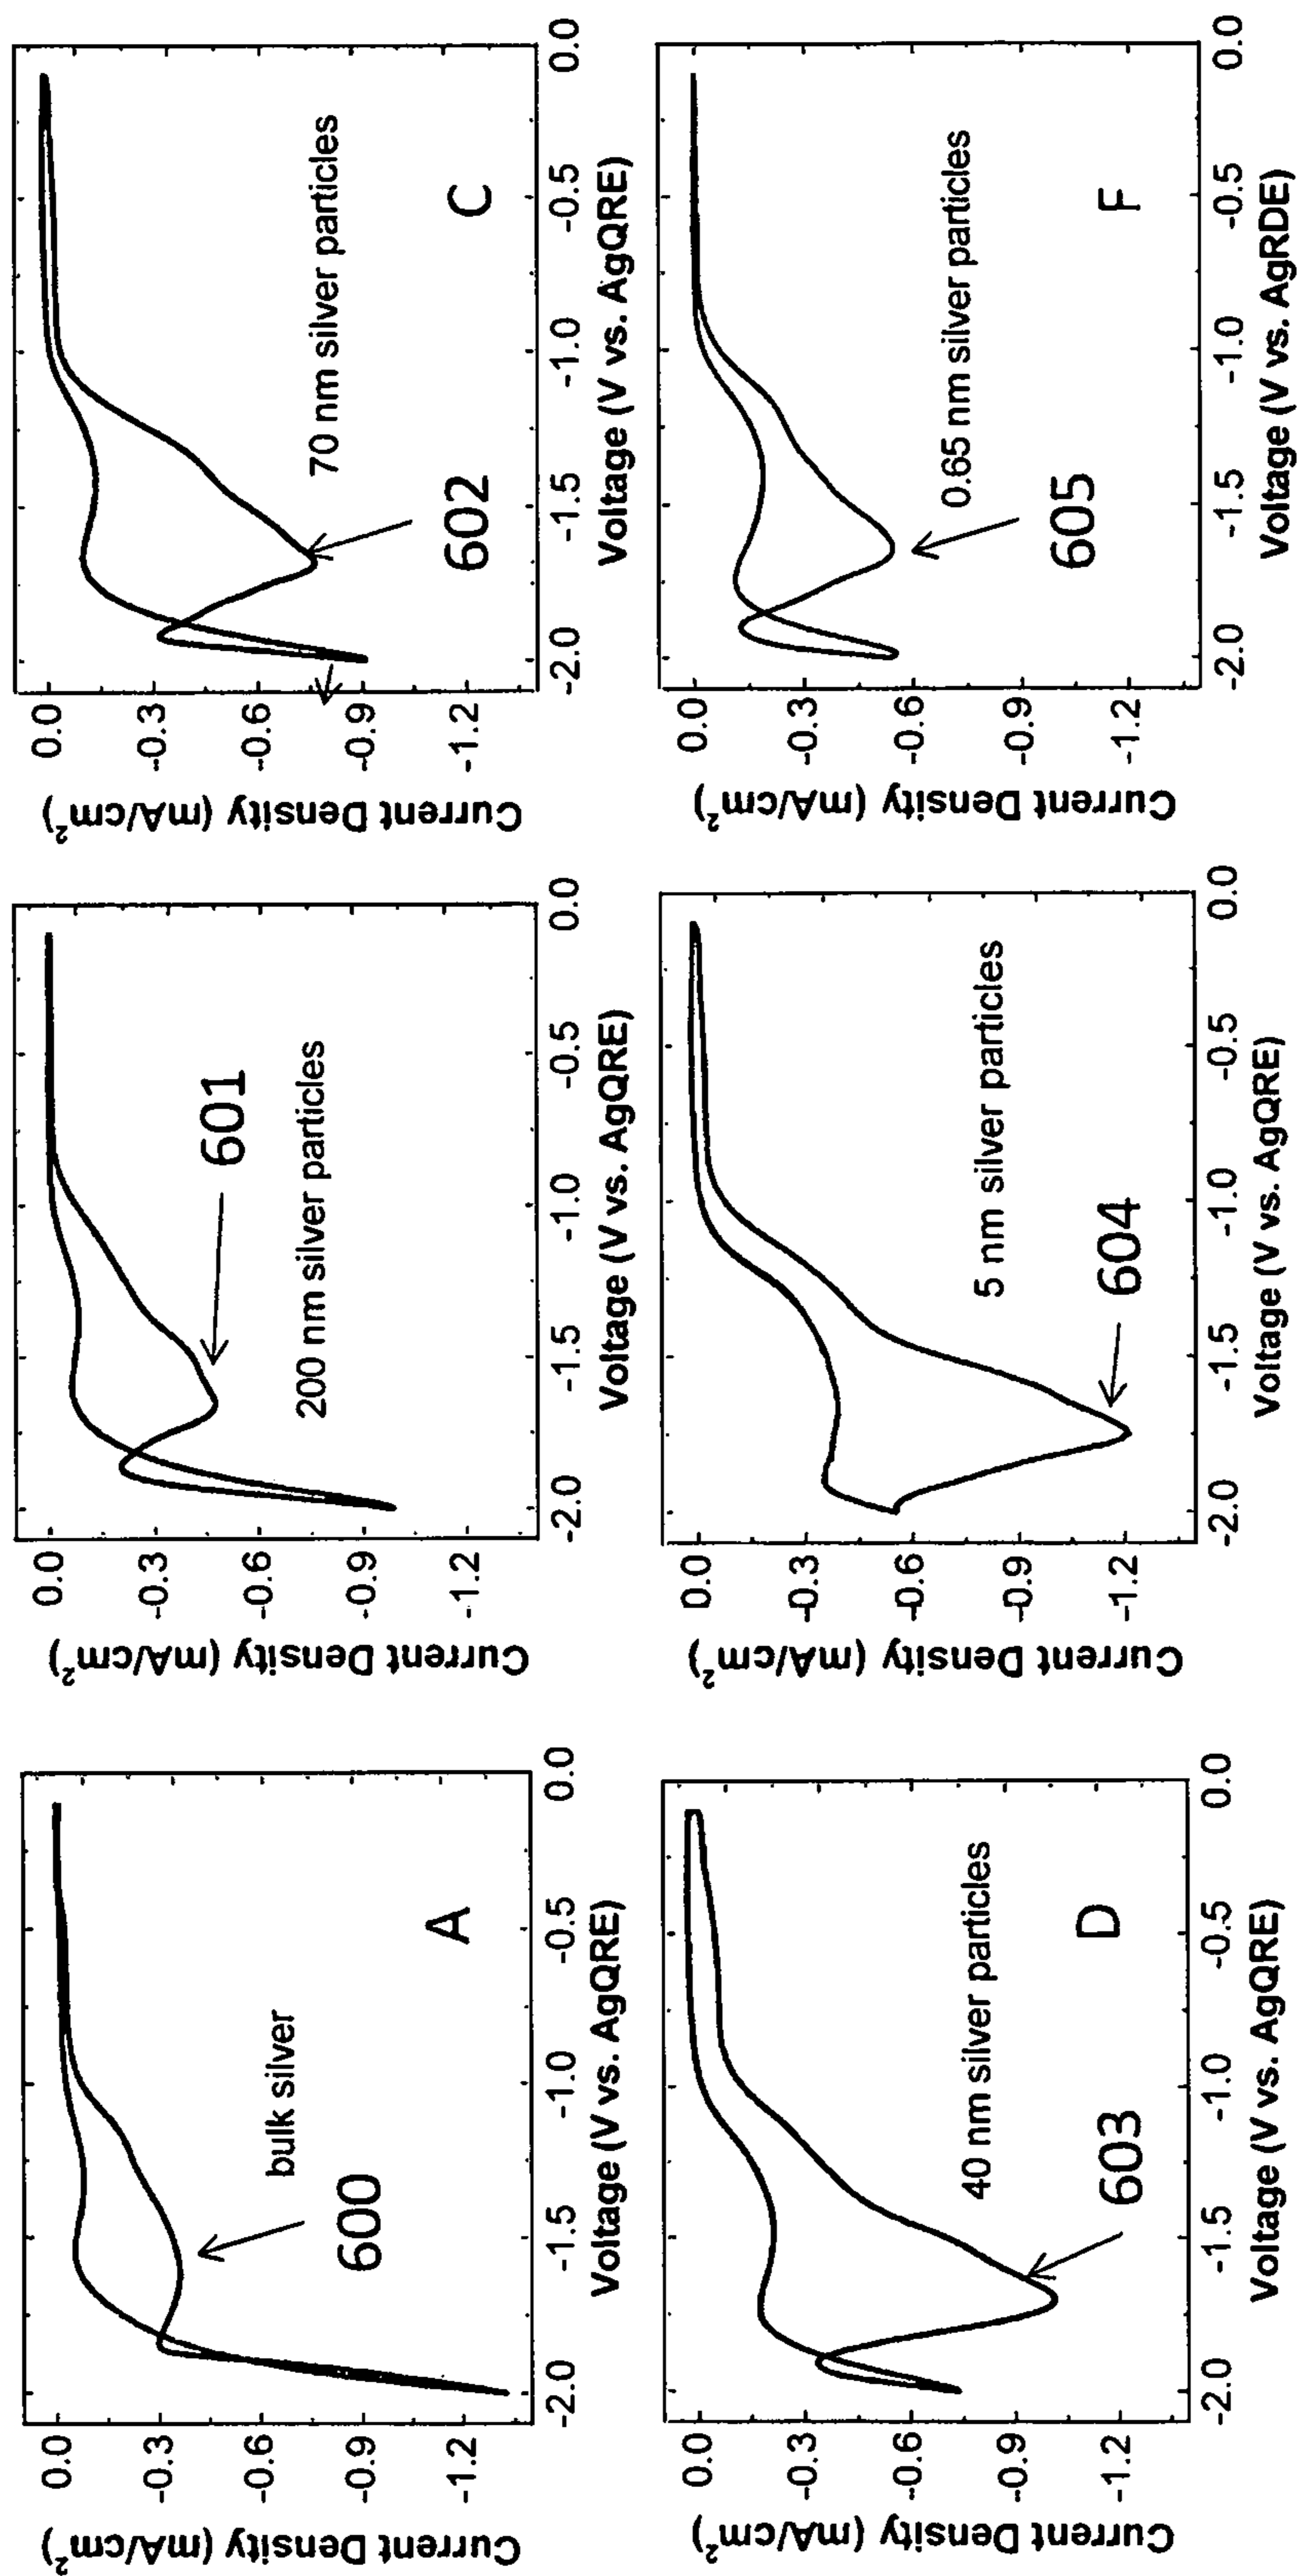 0.0
-0.3
-0.6
-0.9
-1.2
Current Density (mA/cm²)
-2.0 -1.5 -1.0 -0.5 0.0
Voltage (V vs. AgQRE)
bulk silver
600
A
0.0
-0.3
-0.6
-0.9
-1.2
Current Density (mA/cm²)
-2.0 -1.5 -1.0 -0.5 0.0
Voltage (V vs. AgQRE)
601
200 nm silver particles
0.0
-0.3
-0.6
-0.9
-1.2
Current Density (mA/cm²)
-2.0 -1.5 -1.0 -0.5 0.0
Voltage (V vs. AgQRE)
70 nm silver particles
602
C
0.0
-0.3
-0.6
-0.9
-1.2
Current Density (mA/cm²)
-2.0 -1.5 -1.0 -0.5 0.0
Voltage (V vs. AgQRE)
40 nm silver particles
603
D
0.0
-0.3
-0.6
-0.9
-1.2
Current Density (mA/cm²)
-2.0 -1.5 -1.0 -0.5 0.0
Voltage (V vs. AgQRE)
5 nm silver particles
604
0.0
-0.3
-0.6
-0.9
-1.2
Current Density (mA/cm²)
-2.0 -1.5 -1.0 -0.5 0.0
Voltage (V vs. AgRDE)
0.65 nm silver particles
605
F